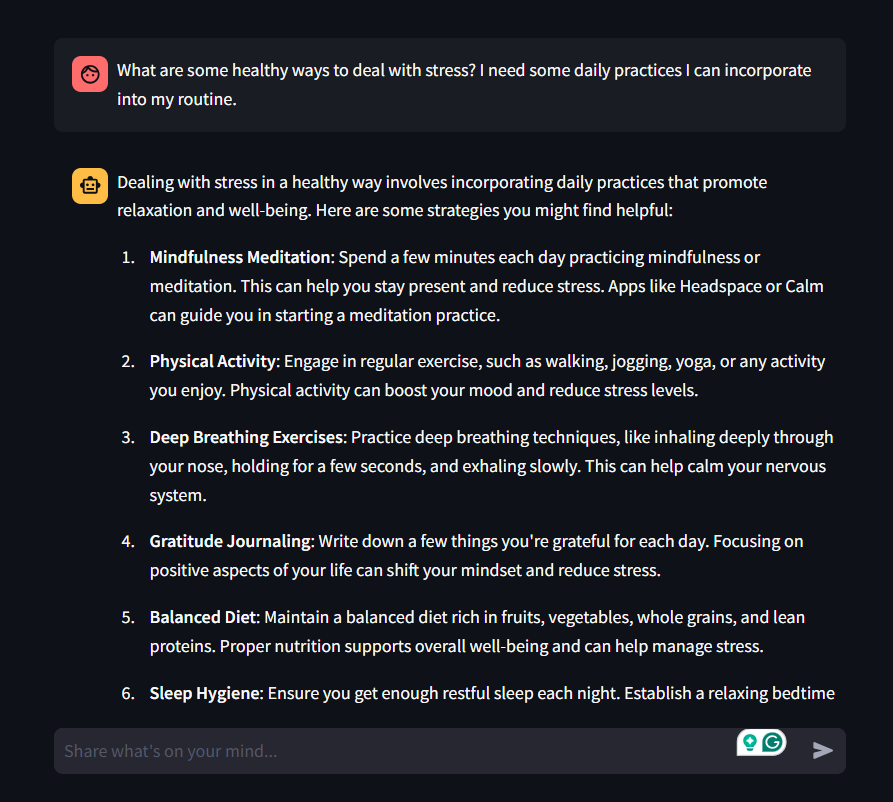 What are some healthy ways to deal with stress? I need some daily practices I can incorporate
into my routine.
Dealing with stress in a healthy way involves incorporating daily practices that promote
relaxation and well-being. Here are some strategies you might find helpful:
1. Mindfulness Meditation: Spend a few minutes each day practicing mindfulness or
meditation. This can help you stay present and reduce stress. Apps like Headspace or Calm
can guide you in starting a meditation practice.
2. Physical Activity: Engage in regular exercise, such as walking, jogging, yoga, or any activity
you enjoy. Physical activity can boost your mood and reduce stress levels.
3. Deep Breathing Exercises: Practice deep breathing techniques, like inhaling deeply through
your nose, holding for a few seconds, and exhaling slowly. This can help calm your nervous
system.
4. Gratitude Journaling: Write down a few things you're grateful for each day. Focusing on
positive aspects of your life can shift your mindset and reduce stress.
5. Balanced Diet: Maintain a balanced diet rich in fruits, vegetables, whole grains, and lean
proteins. Proper nutrition supports overall well-being and can help manage stress.
6. Sleep Hygiene: Ensure you get enough restful sleep each night. Establish a relaxing bedtime
Share what's on your mind...